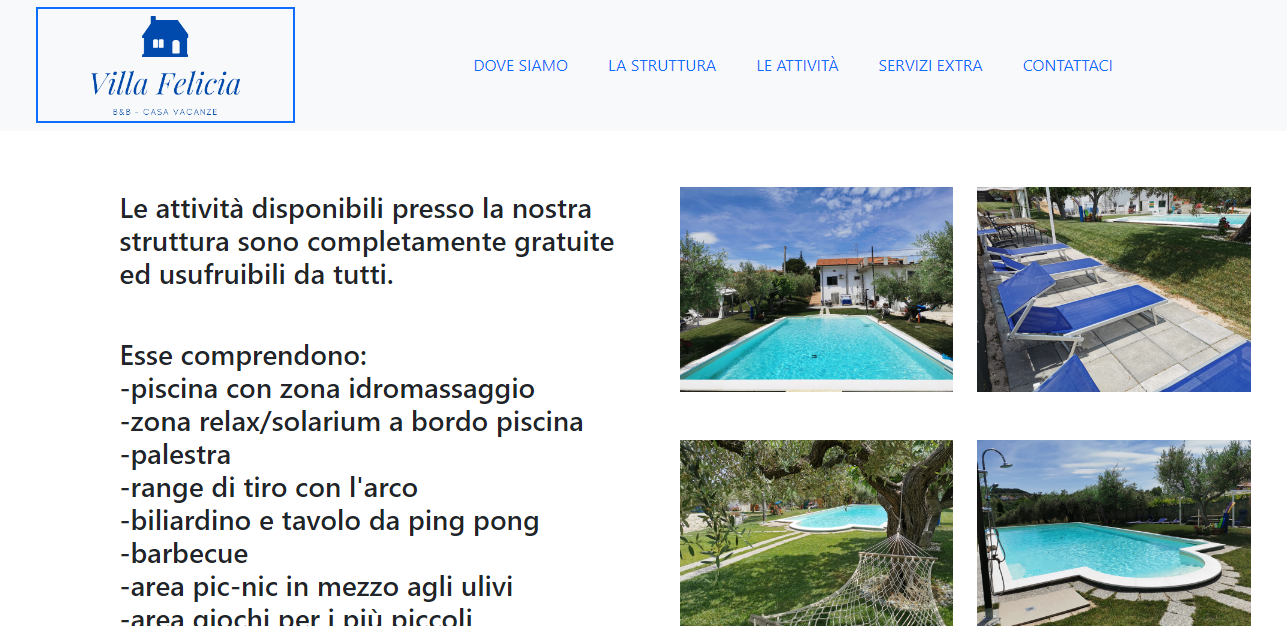 Villa Felicia
B&B - CASA VACANZE
DOVE SIAMO LA STRUTTURA LE ATTIVITÀ SERVIZI EXTRA CONTATTACI
Le attività disponibili presso la nostra
struttura sono completamente gratuite
ed usufruibili da tutti.
Esse comprendono:
-piscina con zona idromassaggio
-zona relax/solarium a bordo piscina
-palestra
-range di tiro con l'arco
-biliardino e tavolo da ping pong
-barbecue
-area pic-nic in mezzo agli ulivi
-area giochi per i più piccoli